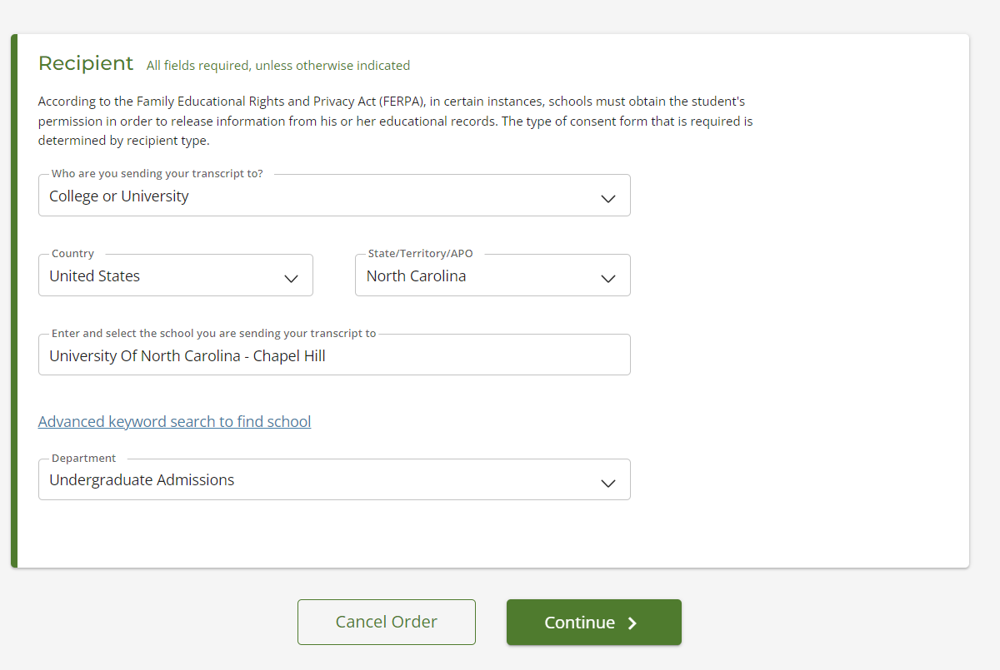 Recipient All fields required, unless otherwise indicated
According to the Family Educational Rights and Privacy Act (FERPA), in certain instances, schools must obtain the student's
permission in order to release information from his or her educational records. The type of consent form that is required is
determined by recipient type.
Who are you sending your transcript to?
College or University
Country
United States
State/Territory/APO
North Carolina
Enter and select the school you are sending your transcript to
University Of North Carolina - Chapel Hill
Advanced keyword search to find school
Department
Undergraduate Admissions
Cancel Order
Continue